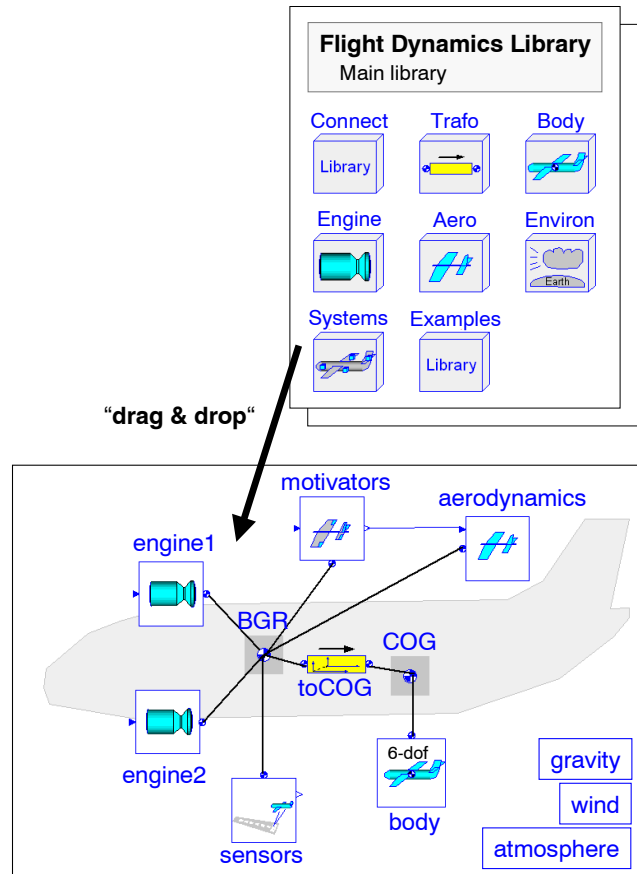 Flight Dynamics Library
Main library
Connect Trafo Body
Library
Engine Aero Environ
Earth
Systems Examples
Library
“drag & drop“
motivators
aerodynamics
engine1
BGR
COG
toCOG
engine2
6-dof
sensors
body
gravity
wind
atmosphere